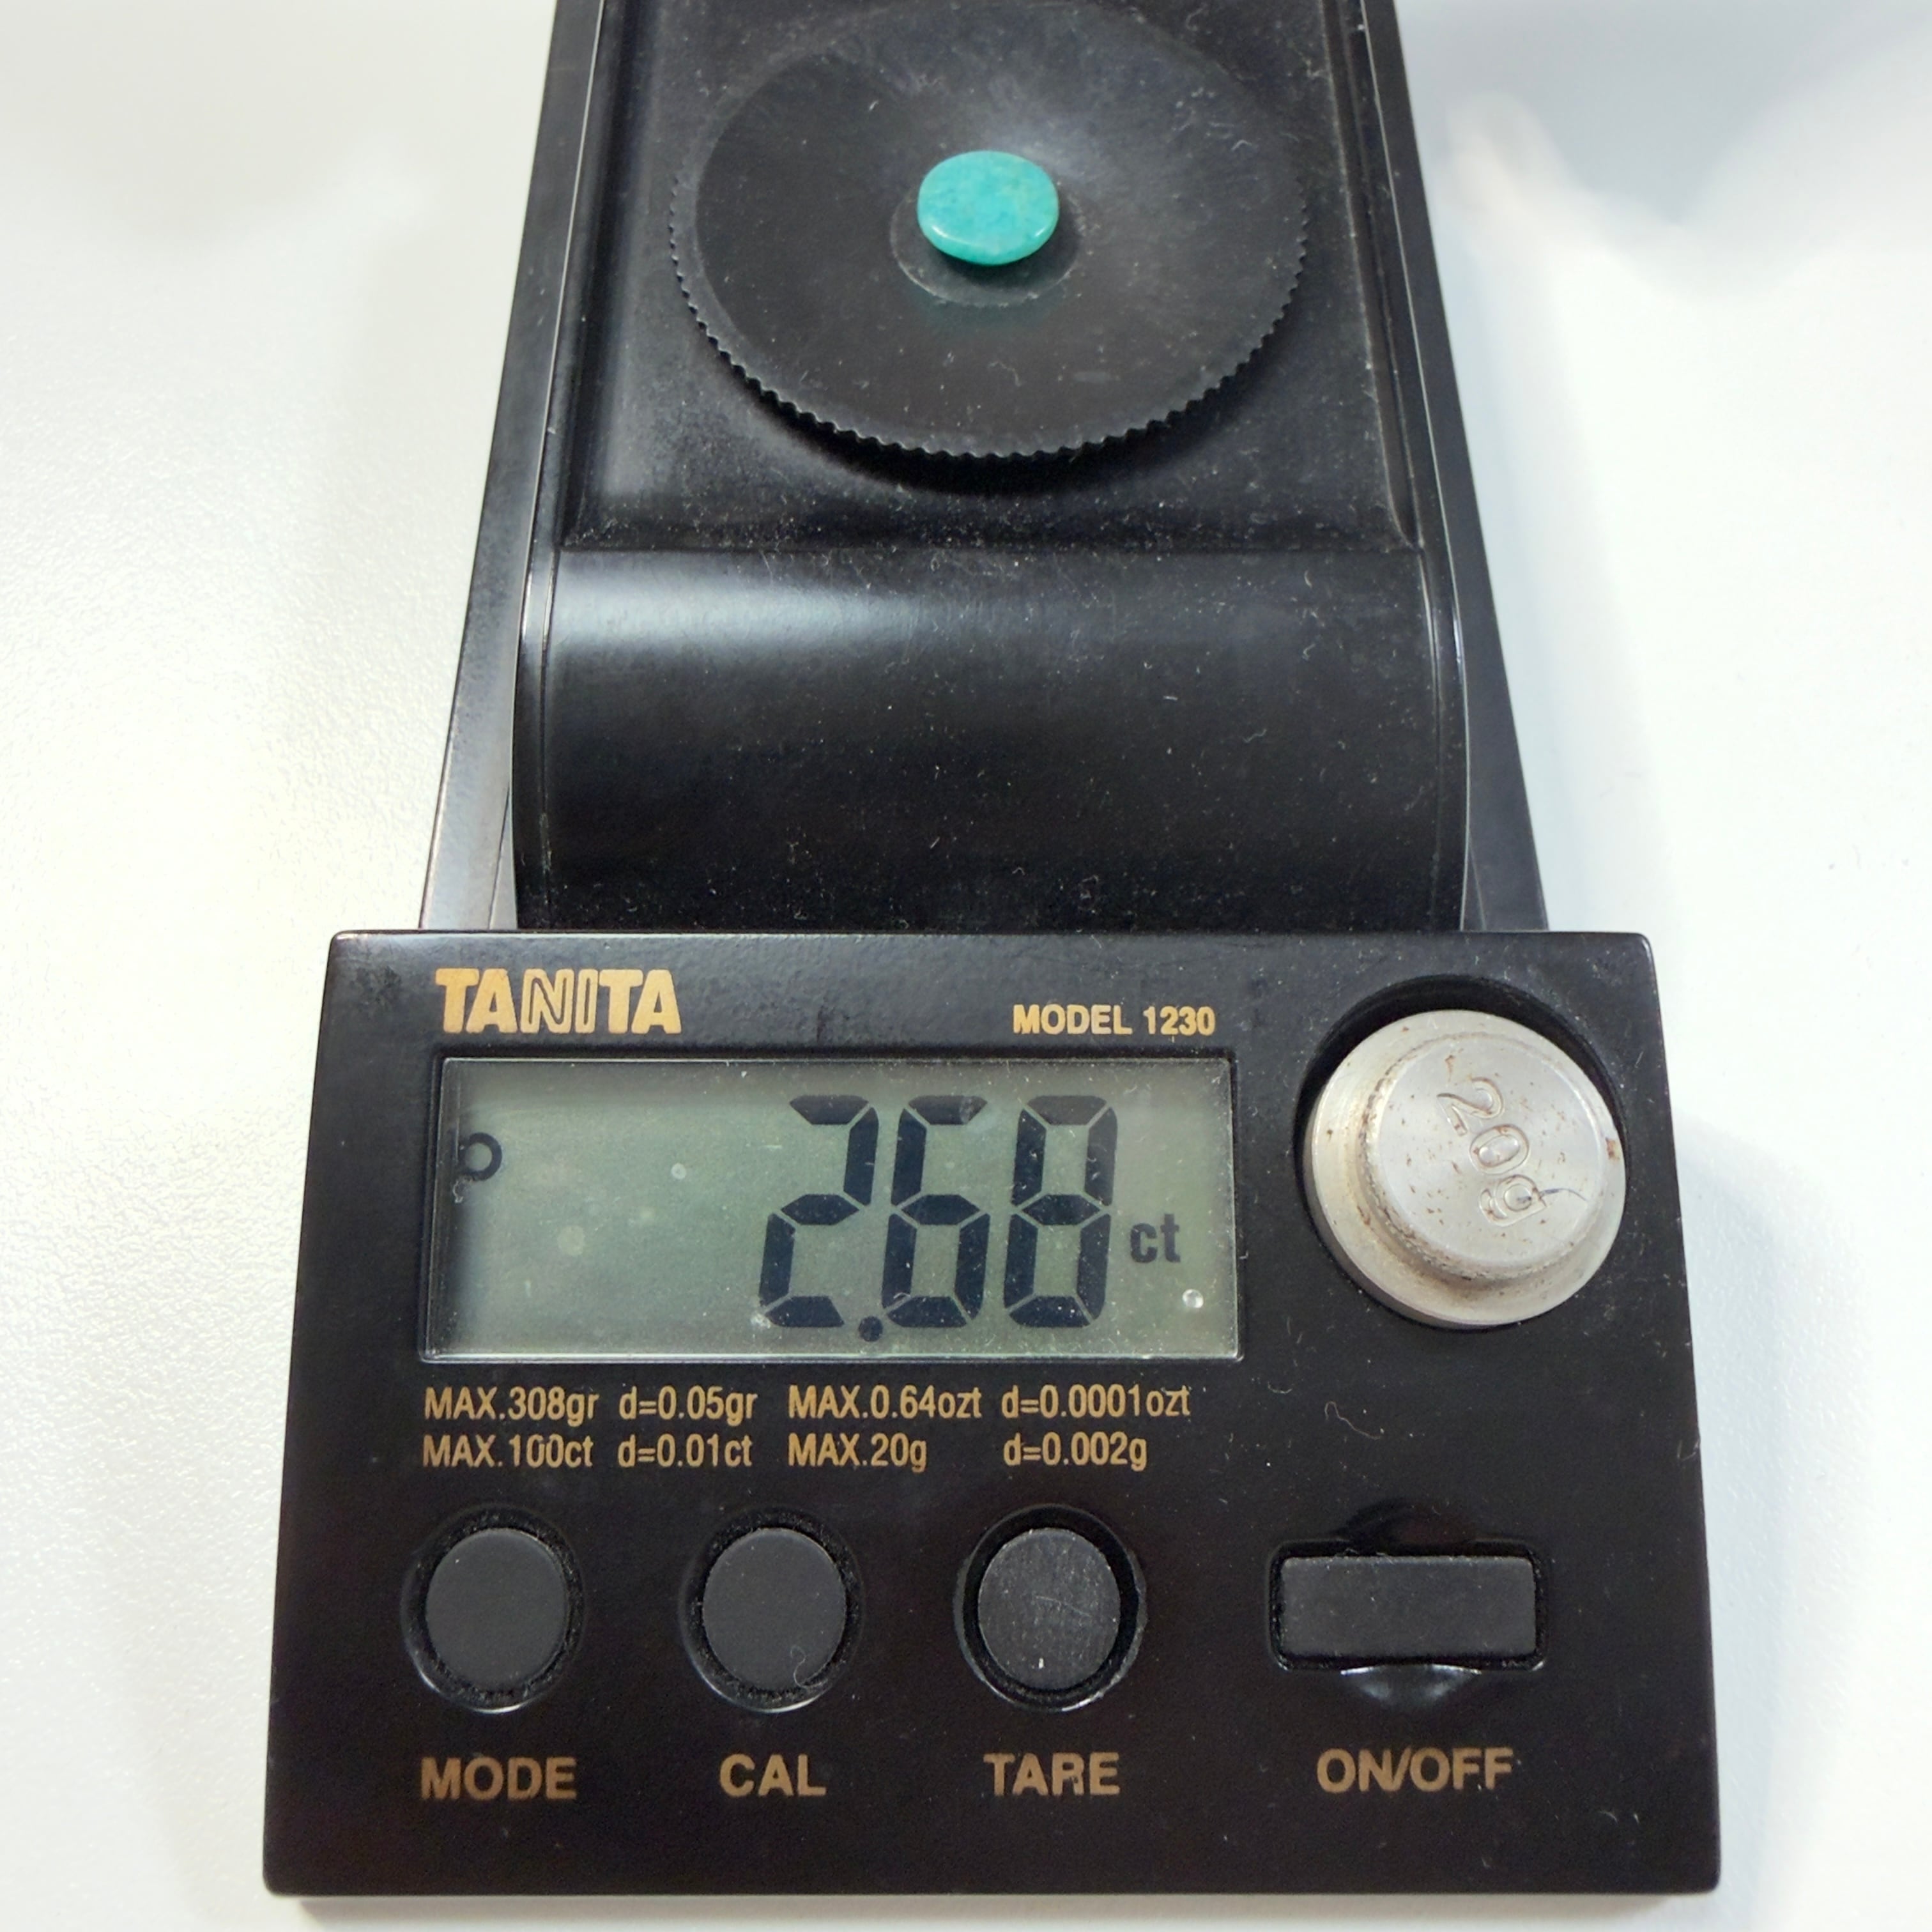 TANITA
MODEL 1230
2.68 ct
20g
MAX.308gr d=0.05gr MAX.0.64ozt d=0.0001ozt
MAX.100ct d=0.01ct MAX.20g d=0.002g
MODE CAL TARE ON/OFF